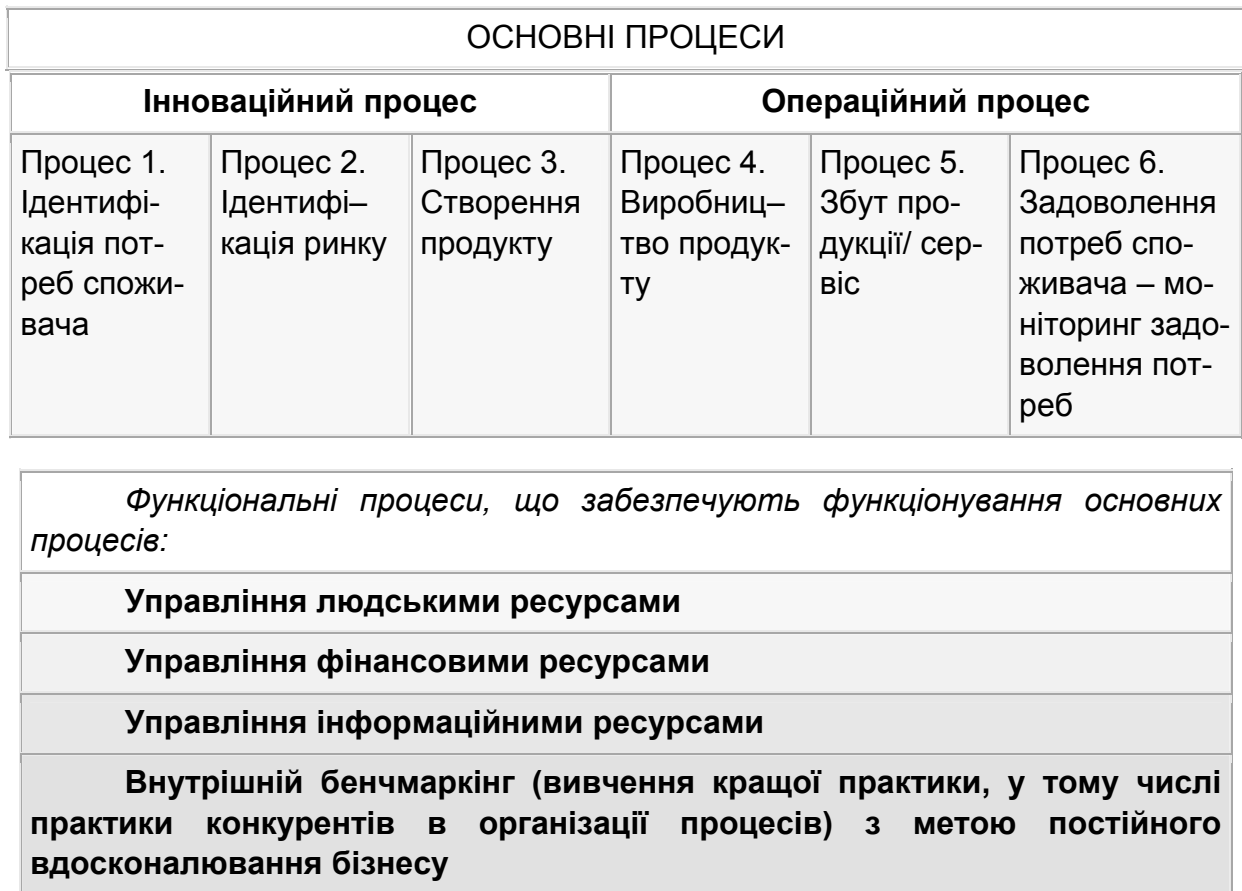 ОСНОВНІ ПРОЦЕСИ
Інноваційний процес
Операційний процес
Процес 1.
Ідентифі-
кація пот-
реб спожи-
вача
Процес 2.
Ідентифі–
кація ринку
Процес 3.
Створення
продукту
Процес 4.
Виробниц–
тво продук-
ту
Процес 5.
Збут про-
дукції/ сер-
віс
Процес 6.
Задоволення
потреб спо-
живача – мо-
ніторинг задо-
волення пот-
реб
Функціональні процеси, що забезпечують функціонування основних
процесів:
Управління людськими ресурсами
Управління фінансовими ресурсами
Управління інформаційними ресурсами
Внутрішній бенчмаркінг (вивчення кращої практики, у тому числі
практики конкурентів в організації процесів) з метою постійного
вдосконалювання бізнесу